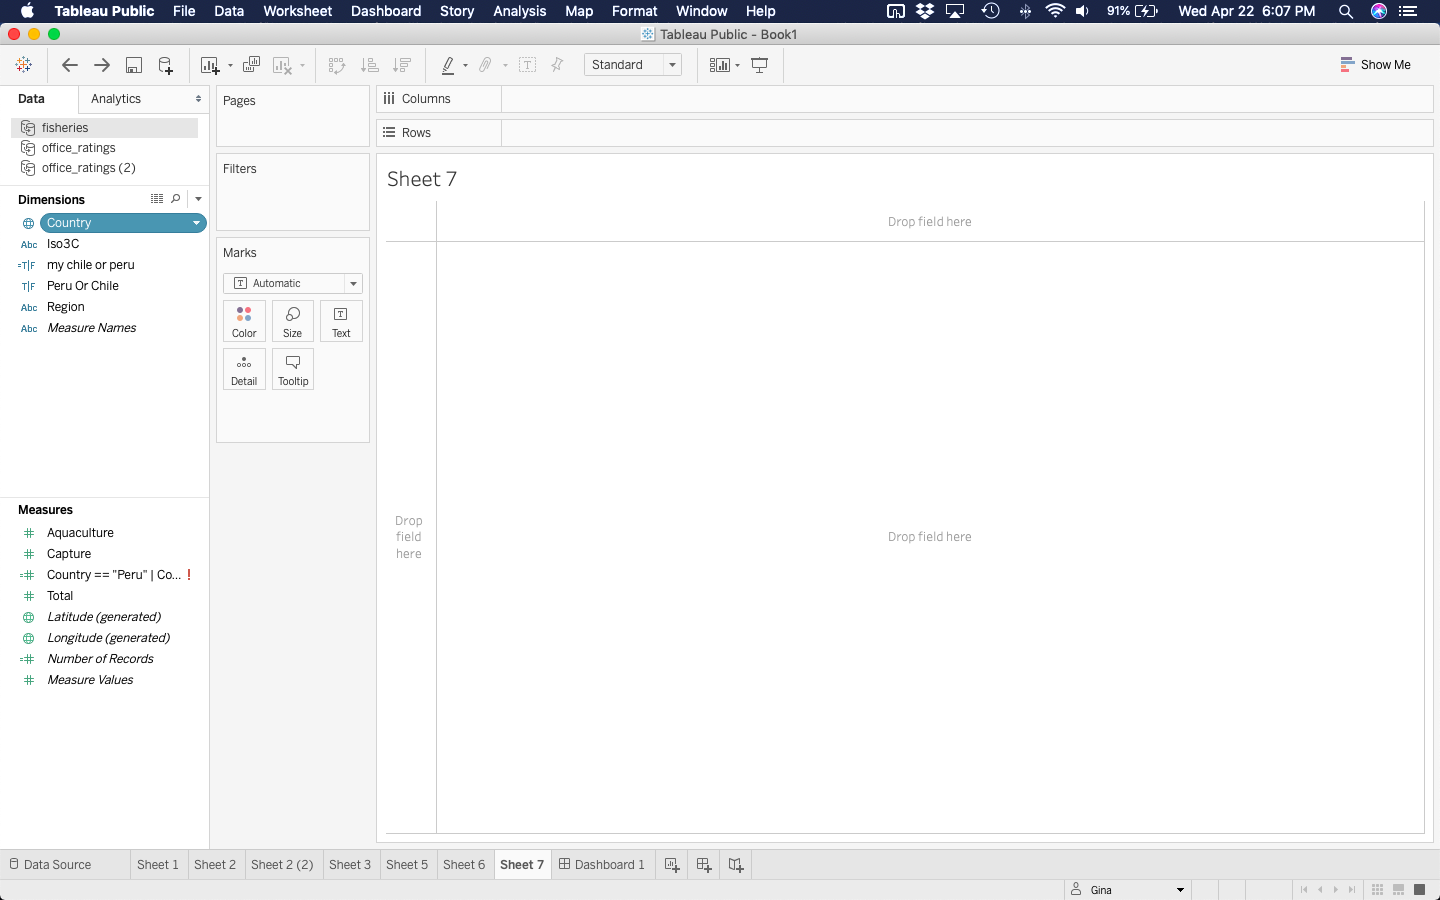 Tableau Public File Data Worksheet Dashboard Story Analysis Map Format Window Help 91% Wed Apr 22 6:07 PM
Tableau Public - Book1
Standard Show Me
Data Analytics
fisheries
office_ratings
office_ratings (2)
Dimensions
Country
Abc Iso3C
=T|F my chile or peru
T|F Peru Or Chile
Abc Region
Abc Measure Names
Measures
Aquaculture
Capture
Country == "Peru" | Co... !
Total
Latitude (generated)
Longitude (generated)
Number of Records
Measure Values
Pages
Filters
Marks
T Automatic
Color Size Text
Detail Tooltip
Columns
Rows
Sheet 7
Drop field here
Drop
field
here
Drop field here
Data Source Sheet 1 Sheet 2 Sheet 2 (2) Sheet 3 Sheet 5 Sheet 6 Sheet 7 Dashboard 1
Gina